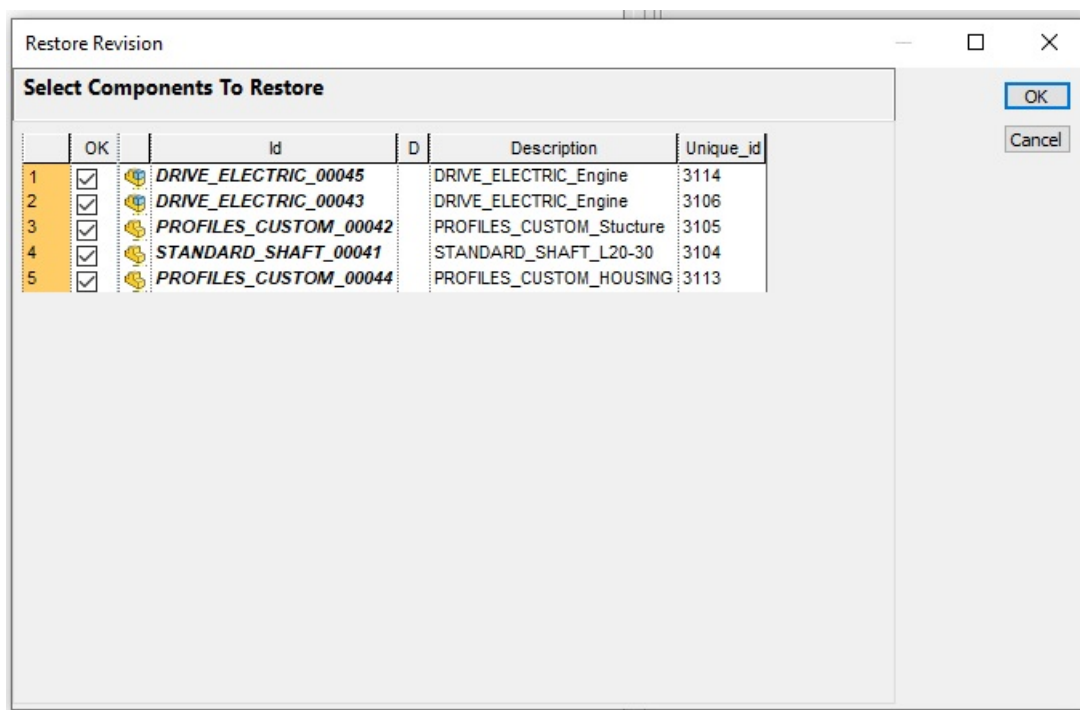 Restore Revision
Select Components To Restore
OK
Cancel
OK Id D Description Unique_id
1 DRIVE_ELECTRIC_00045 DRIVE_ELECTRIC_Engine 3114
2 DRIVE_ELECTRIC_00043 DRIVE_ELECTRIC_Engine 3106
3 PROFILES_CUSTOM_00042 PROFILES_CUSTOM_Stucture 3105
4 STANDARD_SHAFT_00041 STANDARD_SHAFT_L20-30 3104
5 PROFILES_CUSTOM_00044 PROFILES_CUSTOM_HOUSING 3113